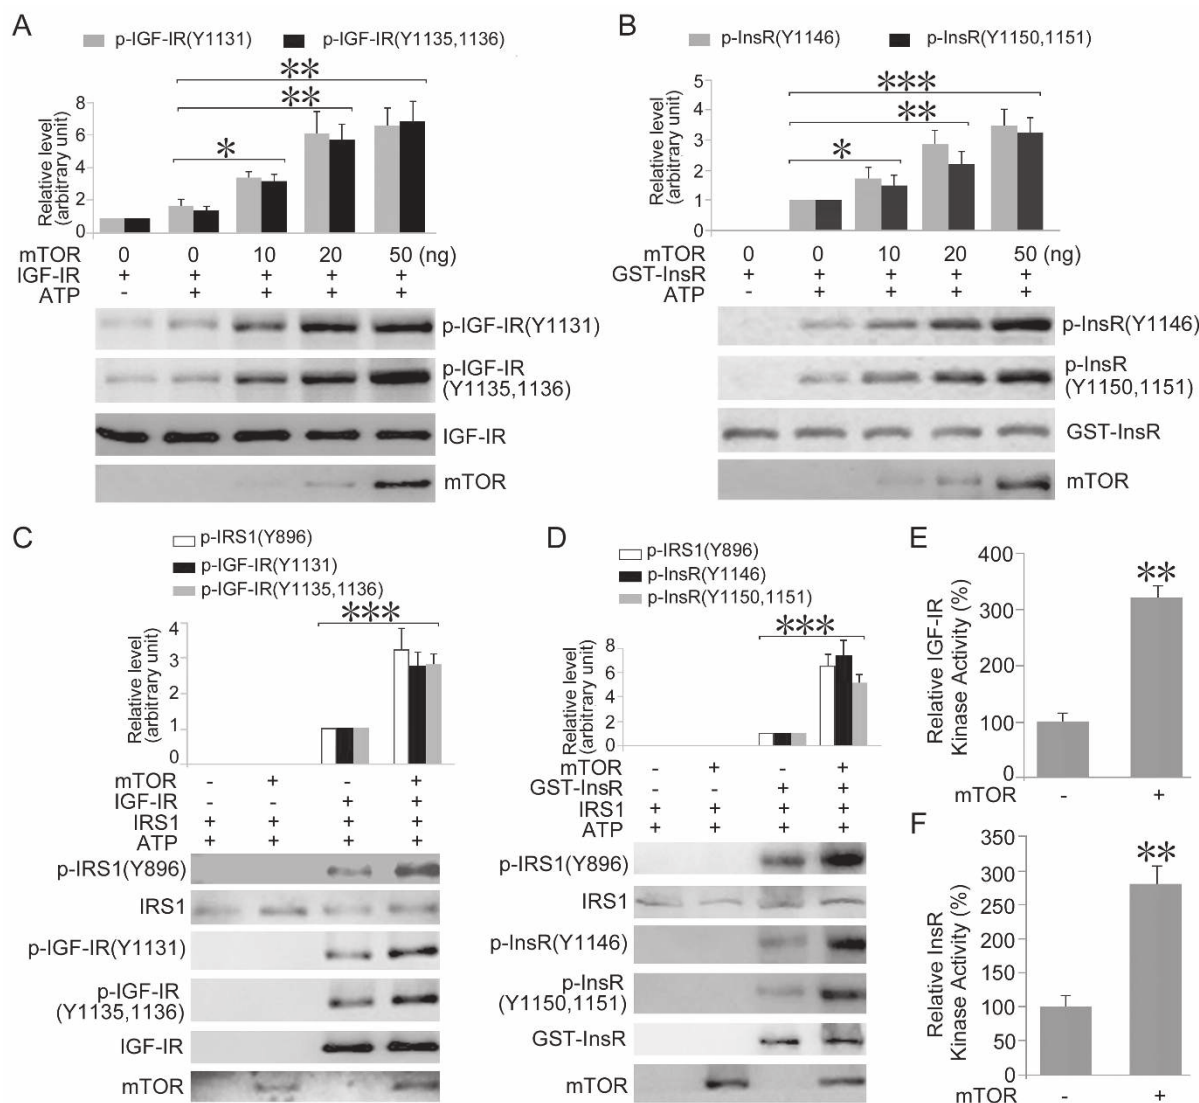 A
p-IGF-IR(Y1131) p-IGF-IR(Y1135,1136)
**
**
*
Relative level
(arbitrary unit)
8
6
4
2
0
mTOR 0 0 10 20 50 (ng)
IGF-IR + + + + +
ATP - + + + +
p-IGF-IR(Y1131)
p-IGF-IR
(Y1135,1136)
IGF-IR
mTOR
B
p-InsR(Y1146) p-InsR(Y1150,1151)
***
**
*
Relative level
(arbitrary unit)
5
4
3
2
1
0
mTOR 0 0 10 20 50 (ng)
GST-InsR + + + + +
ATP - + + + +
p-InsR(Y1146)
p-InsR
(Y1150,1151)
GST-InsR
mTOR
C
p-IRS1(Y896)
p-IGF-IR(Y1131)
p-IGF-IR(Y1135,1136)
***
Relative level
(arbitrary unit)
4
3
2
1
0
mTOR - + - +
IGF-IR - - + +
IRS1 + + + +
ATP + + + +
p-IRS1(Y896)
IRS1
p-IGF-IR(Y1131)
p-IGF-IR
(Y1135,1136)
IGF-IR
mTOR
D
p-IRS1(Y896)
p-InsR(Y1146)
p-InsR(Y1150,1151)
***
Relative level
(arbitrary unit)
8
6
4
2
0
mTOR - + - +
GST-InsR - - + +
IRS1 + + + +
ATP + + + +
p-IRS1(Y896)
IRS1
p-InsR(Y1146)
p-InsR
(Y1150,1151)
GST-InsR
mTOR
E
Relative IGF-IR
Kinase Activity (%)
400
300
200
100
0
**
mTOR - +
F
Relative InsR
Kinase Activity (%)
350
300
250
200
150
100
50
0
**
mTOR - +